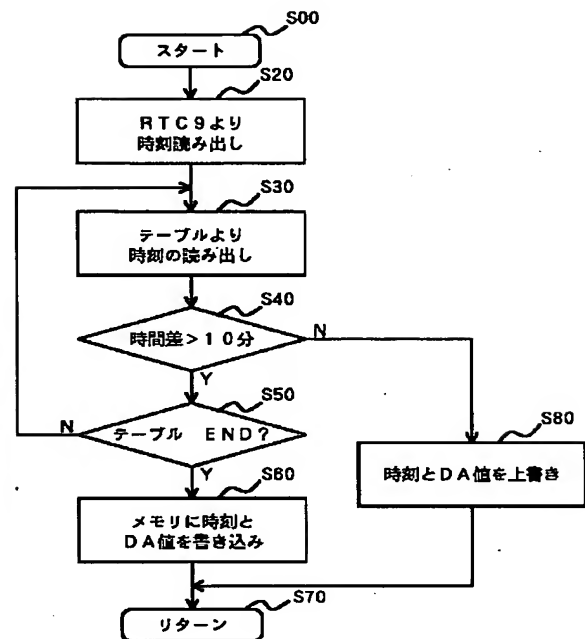 S00
スタート
S20
RTC9より
時刻読み出し
S30
テーブルより
時刻の読み出し
S40
時間差>10分
N
Y
S50
N
テーブル END?
Y
S60
メモリに時刻と
DA値を書き込み
S80
時刻とDA値を上書き
S70
リターン